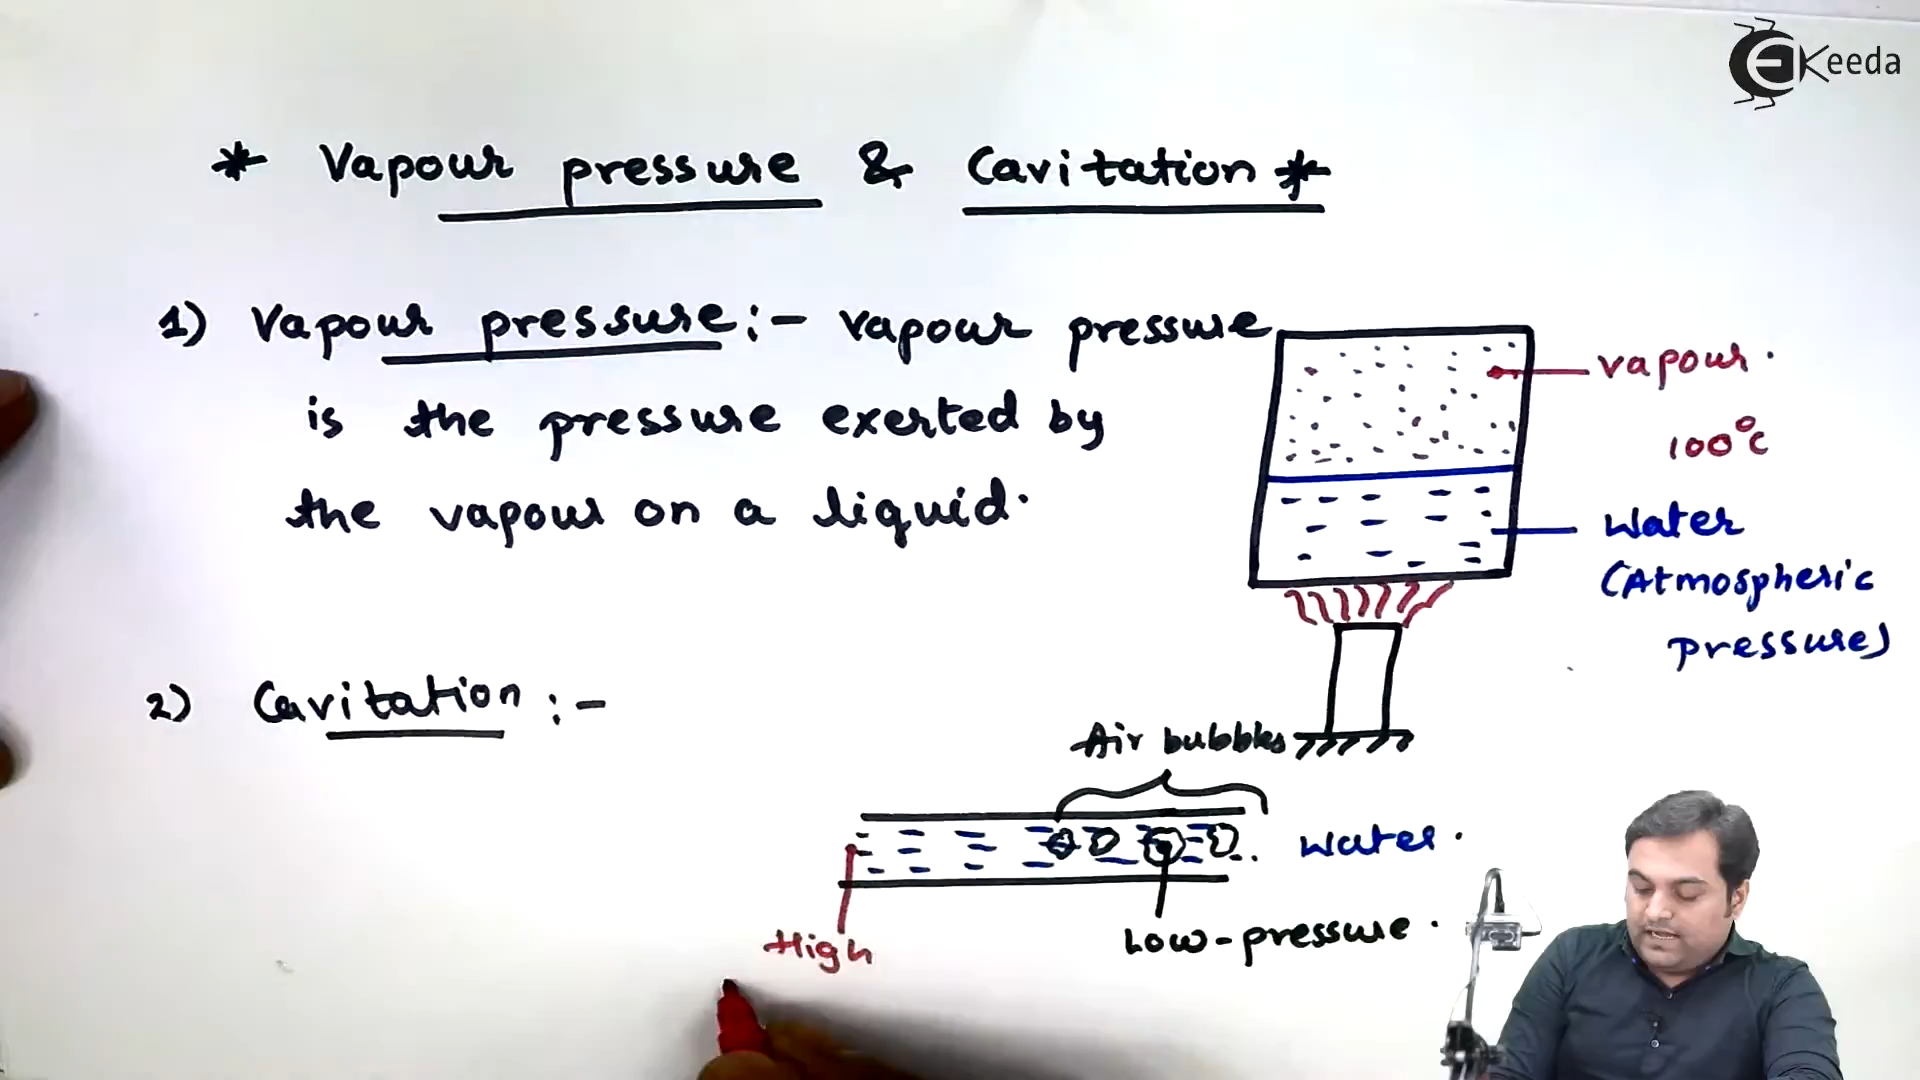 Keeda
* Vapour pressure & Cavitation *
1) Vapour pressure :- vapour pressure
is the pressure exerted by
the vapour on a liquid.
vapour.
100°C
water
(Atmospheric
pressure)
2) Cavitation :-
Air bubbles
water.
High
Low-pressure.